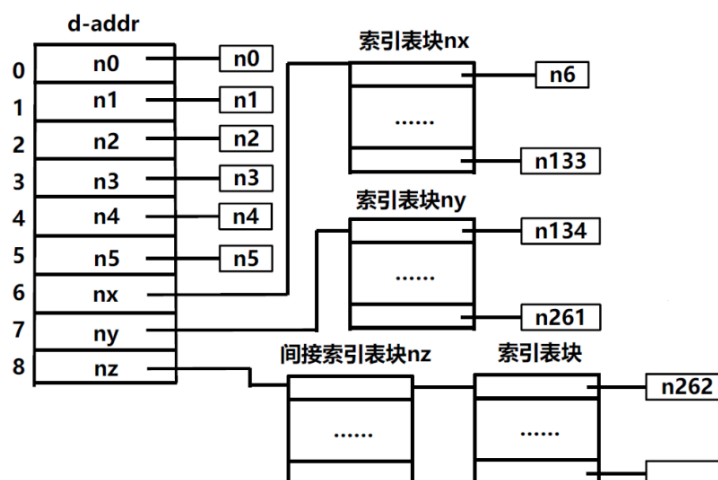 d-addr
0 n0 n0
1 n1 n1
2 n2 n2
3 n3 n3
4 n4 n4
5 n5 n5
6 nx
7 ny
8 nz
索引表块nx
n6
……
n133
索引表块ny
n134
……
n261
间接索引表块nz
……
索引表块
n262
……